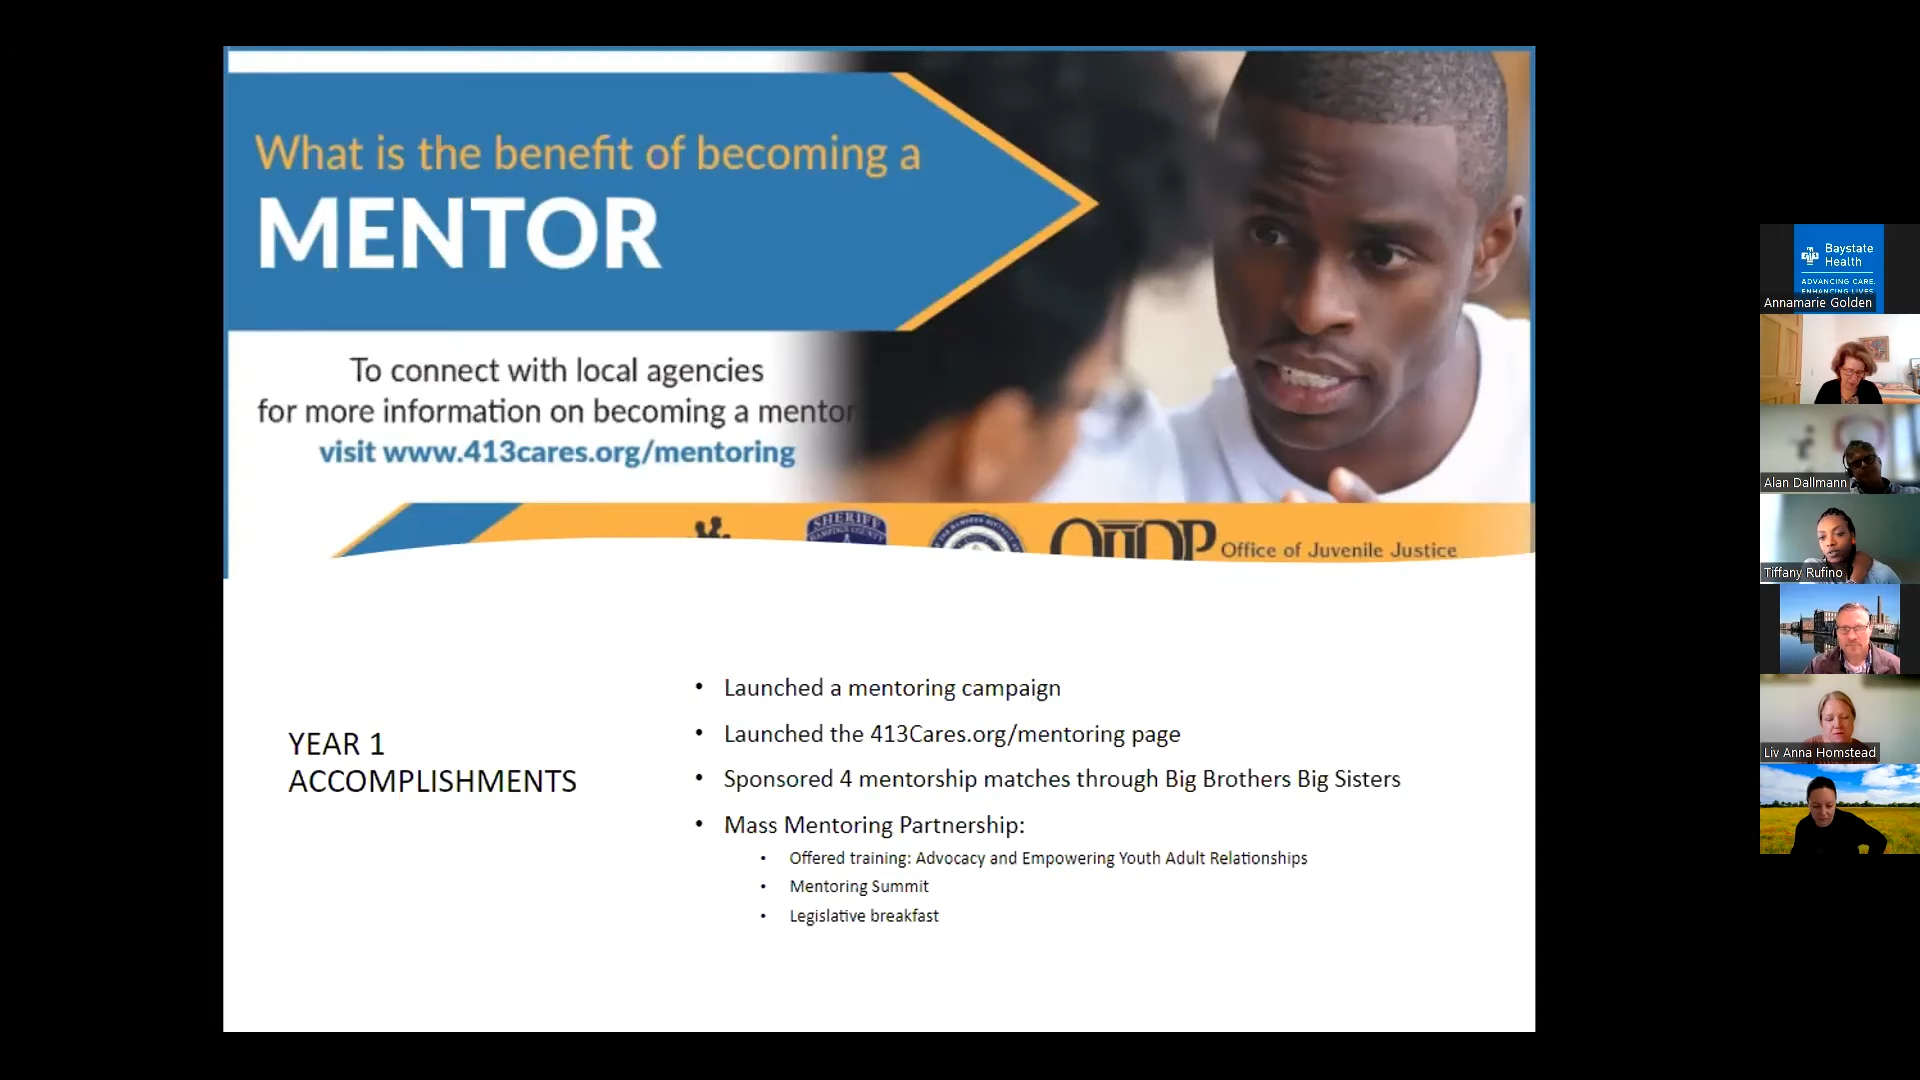 What is the benefit of becoming a
MENTOR
To connect with local agencies
for more information on becoming a mentor
visit www.413cares.org/mentoring
SHERIFF
OJJDP Office of Juvenile Justice
YEAR 1
ACCOMPLISHMENTS
• Launched a mentoring campaign
• Launched the 413Cares.org/mentoring page
• Sponsored 4 mentorship matches through Big Brothers Big Sisters
• Mass Mentoring Partnership:
• Offered training: Advocacy and Empowering Youth Adult Relationships
• Mentoring Summit
• Legislative breakfast
Baystate
Health
ADVANCING CARE.
ENHANCING LIVES.
Annamarie Golden
Alan Dallmann
Tiffany Rufino
Liv Anna Homstead